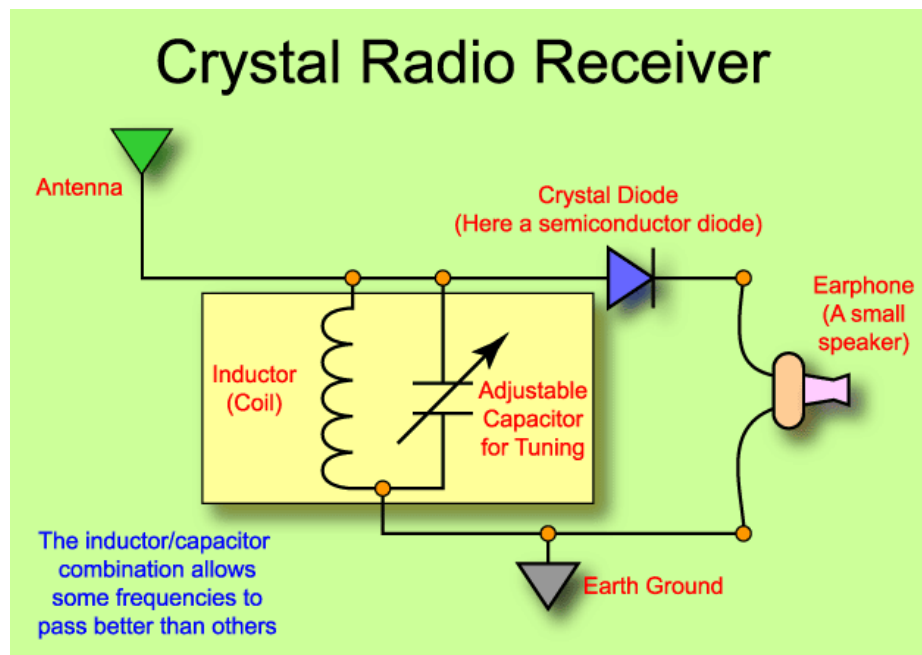 Crystal Radio Receiver
Antenna
Crystal Diode
(Here a semiconductor diode)
Earphone
(A small
speaker)
Inductor
(Coil)
Adjustable
Capacitor
for Tuning
The inductor/capacitor
combination allows
some frequencies to
pass better than others
Earth Ground